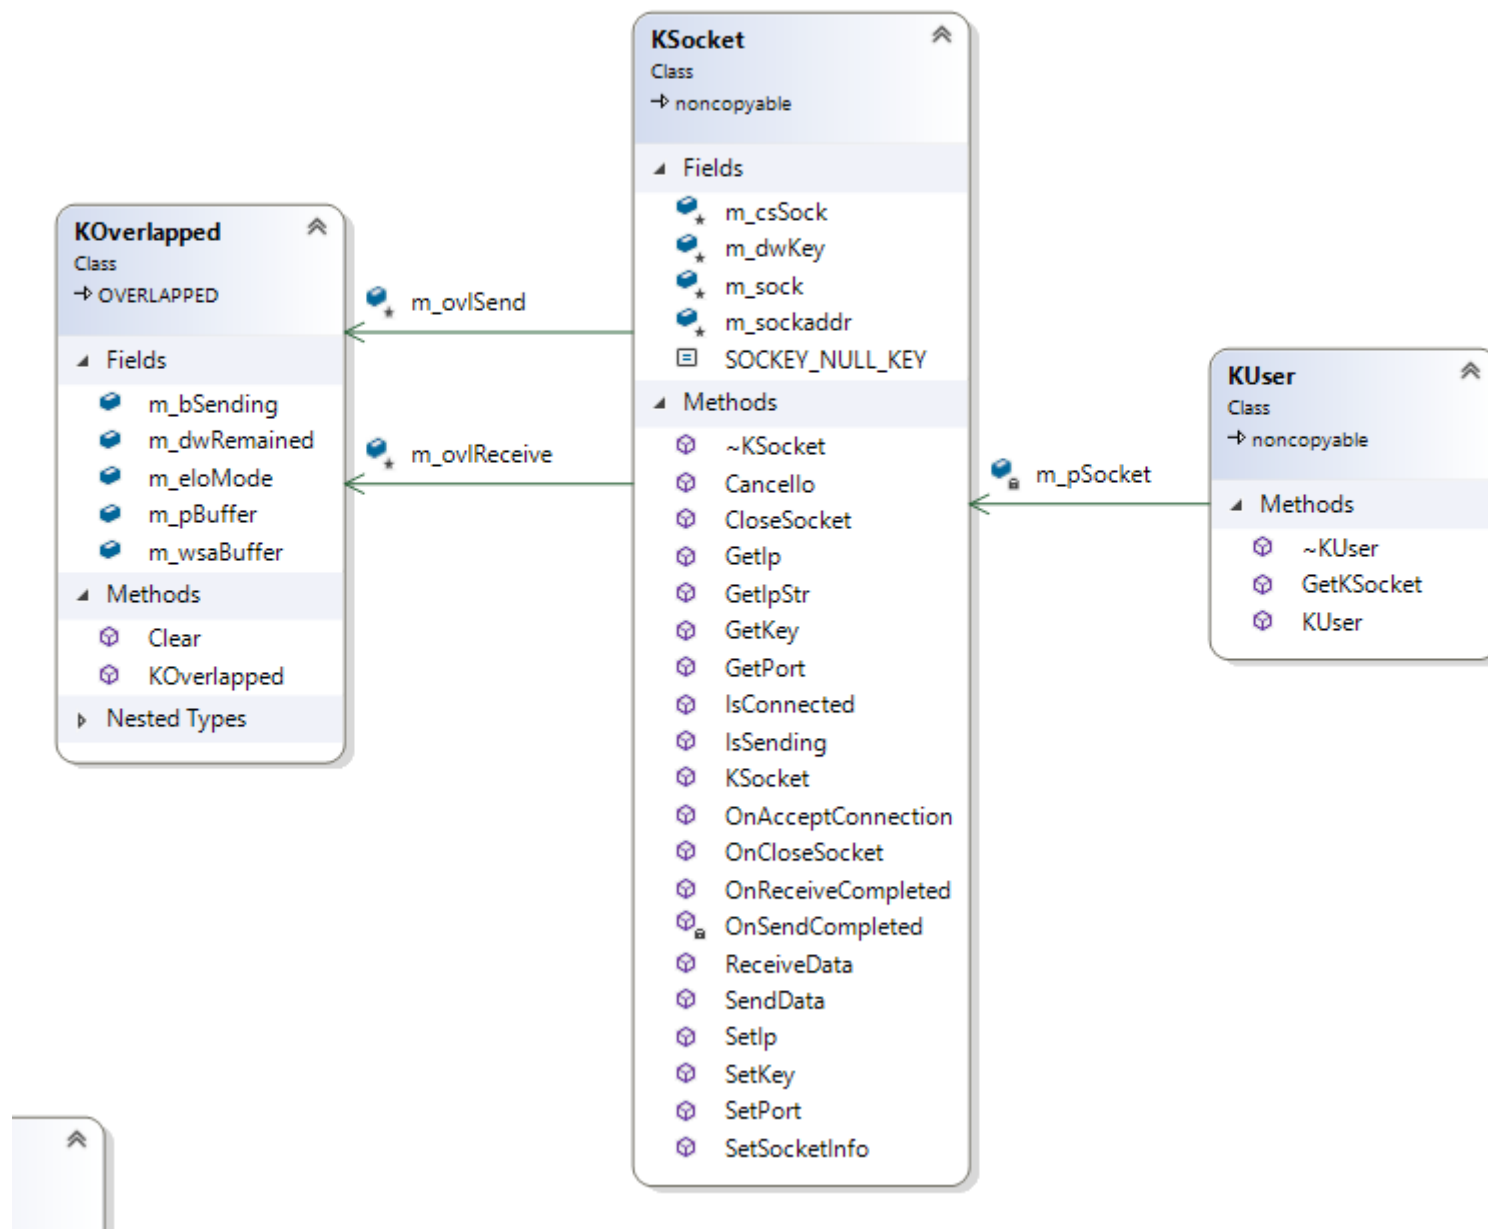 KOverlapped
Class
OVERLAPPED
Fields
m_bSending
m_dwRemained
m_eIoMode
m_pBuffer
m_wsaBuffer
Methods
Clear
KOverlapped
Nested Types
m_ovlSend
m_ovlReceive
KSocket
Class
noncopyable
Fields
m_csSock
m_dwKey
m_sock
m_sockaddr
SOCKEY_NULL_KEY
Methods
~KSocket
CancelIo
CloseSocket
GetIp
GetIpStr
GetKey
GetPort
IsConnected
IsSending
KSocket
OnAcceptConnection
OnCloseSocket
OnReceiveCompleted
OnSendCompleted
ReceiveData
SendData
SetIp
SetKey
SetPort
SetSocketInfo
m_pSocket
KUser
Class
noncopyable
Methods
~KUser
GetKSocket
KUser